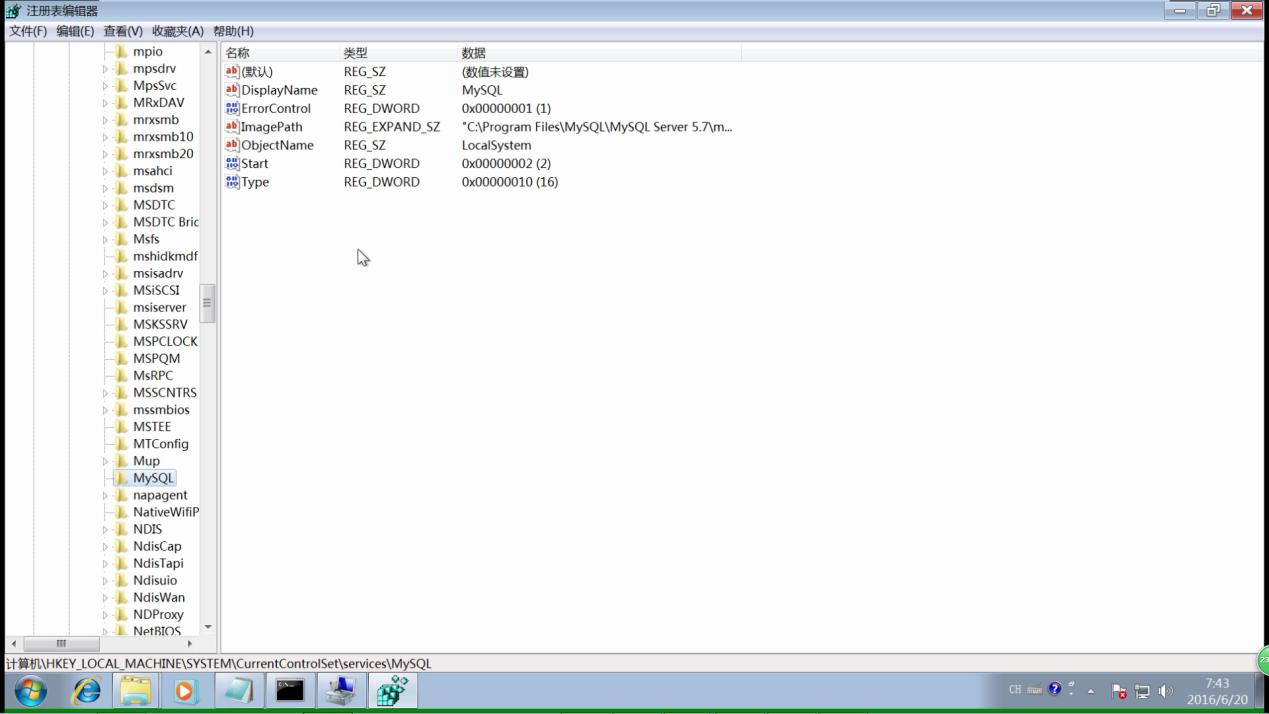 注册表编辑器
文件(F) 编辑(E) 查看(V) 收藏夹(A) 帮助(H)
名称 类型 数据
(默认) REG_SZ (数值未设置)
DisplayName REG_SZ MySQL
ErrorControl REG_DWORD 0x00000001 (1)
ImagePath REG_EXPAND_SZ "C:\Program Files\MySQL\MySQL Server 5.7\m...
ObjectName REG_SZ LocalSystem
Start REG_DWORD 0x00000002 (2)
Type REG_DWORD 0x00000010 (16)
mpio
mpsdrv
MpsSvc
MRxDAV
mrxsmb
mrxsmb10
mrxsmb20
msahci
msdsm
MSDTC
MSDTC Bric
Msfs
mshidkmdf
msisadrv
MSiSCSI
msiserver
MSKSSRV
MSPCLOCK
MSPQM
MsRPC
MSSCNTRS
mssmbios
MSTEE
MTConfig
Mup
MySQL
napagent
NativeWifiP
NDIS
NdisCap
NdisTapi
Ndisuio
NdisWan
NDProxy
NetBIOS
计算机\HKEY_LOCAL_MACHINE\SYSTEM\CurrentControlSet\services\MySQL
CH
7:43
2016/6/20